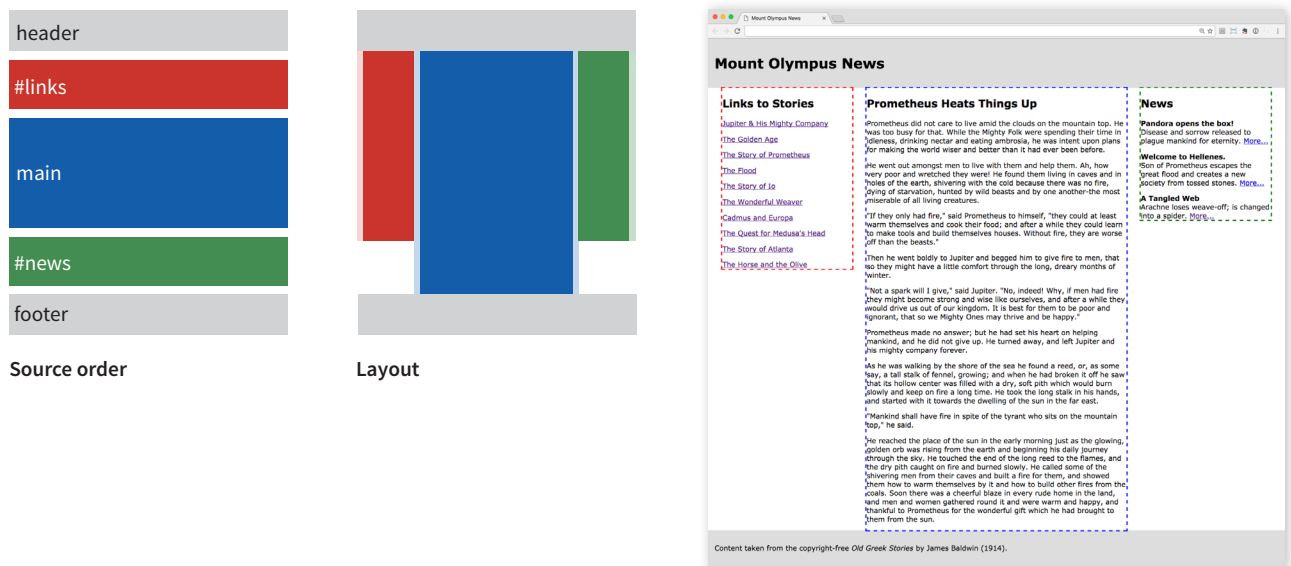 header
#links
main
#news
footer
Source order
Layout
Mount Olympus News
Mount Olympus News
Links to Stories
Jupiter & His Mighty Company
The Golden Age
The Story of Prometheus
The Flood
The Story of Io
The Wonderful Weaver
Cadmus and Europa
The Quest for Medusa's Head
The Story of Atlanta
The Horse and the Olive
Prometheus Heats Things Up
Prometheus did not care to live amid the clouds on the mountain top. He
was too busy for that. While the Mighty Folk were spending their time in
idleness, drinking nectar and eating ambrosia, he was intent upon plans
for making the world wiser and better than it had ever been before.
He went out amongst men to live with them and help them. Ah, how
very poor and wretched they were! He found them living in caves and in
holes of the earth, shivering with the cold because there was no fire,
dying of starvation, hunted by wild beasts and by one another-the most
miserable of all living creatures.
"If they only had fire," said Prometheus to himself, "they could at least
warm themselves and cook their food; and after a while they could learn
to make tools and build themselves houses. Without fire, they are worse
off than the beasts."
Then he went boldly to Jupiter and begged him to give fire to men, that
so they might have a little comfort through the long, dreary months of
winter.
"Not a spark will I give," said Jupiter. "No, indeed! Why, if men had fire
they might become strong and wise like ourselves, and after a while they
would drive us out of our kingdom. It is best for them to be poor and
ignorant, that so we Mighty Ones may thrive and be happy."
Prometheus made no answer; but he had set his heart on helping
mankind, and he did not give up. He turned away, and left Jupiter and
his mighty company forever.
As he was walking by the shore of the sea he found a reed, or, as some
say, a tall stalk of fennel, growing; and when he had broken it off he saw
that its hollow center was filled with a dry, soft pith which would burn
slowly and keep on fire a long time. He took the long stalk in his hands,
and started with it towards the dwelling of the sun in the far east.
"Mankind shall have fire in spite of the tyrant who sits on the mountain
top," he said.
He reached the place of the sun in the early morning just as the glowing,
golden orb was rising from the earth and beginning his daily journey
through the sky. He touched the end of the long reed to the flames, and
the dry pith caught on fire and burned slowly. He called some of the
shivering men from their caves and built a fire for them, and showed
them how to warm themselves by it and how to build other fires from the
coals. Soon there was a cheerful blaze in every rude home in the land,
and men and women gathered round it and were warm and happy, and
thankful to Prometheus for the wonderful gift which he had brought to
them from the sun.
News
Pandora opens the box!
Disease and sorrow released to
plague mankind for eternity. More...
Welcome to Hellenes.
Son of Prometheus escapes the
great flood and creates a new
society from tossed stones. More...
A Tangled Web
Arachne loses weave-off; is changed
into a spider. More...
Content taken from the copyright-free Old Greek Stories by James Baldwin (1914).